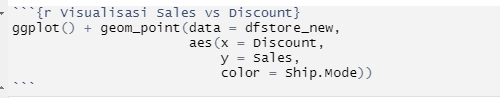 ```{r Visualisasi Sales vs Discount}
ggplot() + geom_point(data = dfstore_new,
                      aes(x = Discount,
                          y = Sales,
                          color = Ship.Mode))
```